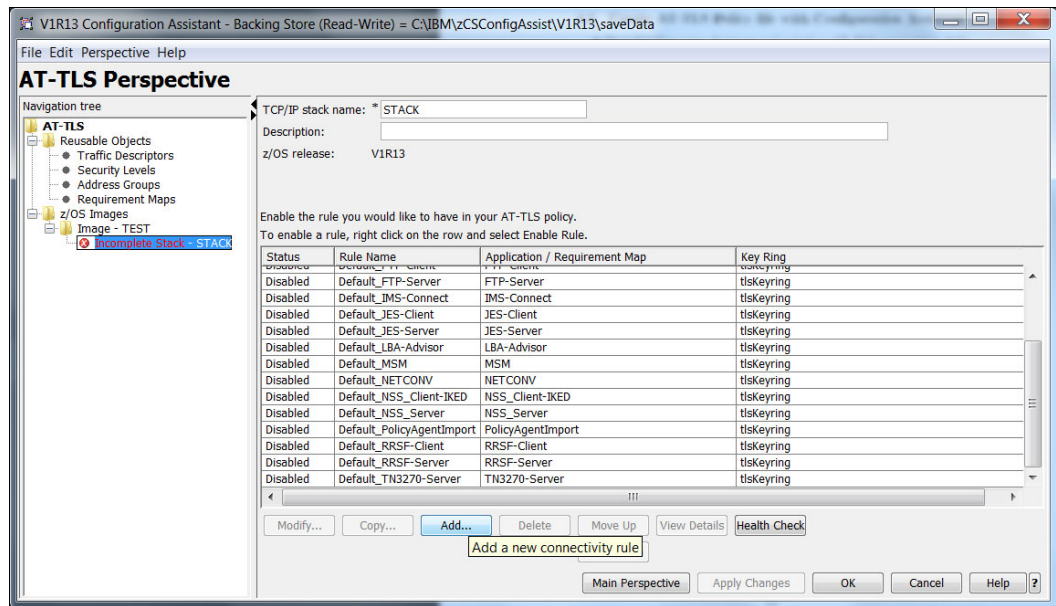 V1R13 Configuration Assistant - Backing Store (Read-Write) = C:\IBM\zCSConfigAssist\V1R13\saveData
File Edit Perspective Help
AT-TLS Perspective
Navigation tree
AT-TLS
Reusable Objects
Traffic Descriptors
Security Levels
Address Groups
Requirement Maps
z/OS Images
Image - TEST
Incomplete Stack - STACK
TCP/IP stack name: * STACK
Description:
z/OS release: V1R13
Enable the rule you would like to have in your AT-TLS policy.
To enable a rule, right click on the row and select Enable Rule.
Status Rule Name Application / Requirement Map Key Ring
Disabled Default_FTP-Client FTP-Client tlsKeyring
Disabled Default_FTP-Server FTP-Server tlsKeyring
Disabled Default_IMS-Connect IMS-Connect tlsKeyring
Disabled Default_JES-Client JES-Client tlsKeyring
Disabled Default_JES-Server JES-Server tlsKeyring
Disabled Default_LBA-Advisor LBA-Advisor tlsKeyring
Disabled Default_MSM MSM tlsKeyring
Disabled Default_NETCONV NETCONV tlsKeyring
Disabled Default_NSS_Client-IKED NSS_Client-IKED tlsKeyring
Disabled Default_NSS_Server NSS_Server tlsKeyring
Disabled Default_PolicyAgentImport PolicyAgentImport tlsKeyring
Disabled Default_RRSF-Client RRSF-Client tlsKeyring
Disabled Default_RRSF-Server RRSF-Server tlsKeyring
Disabled Default_TN3270-Server TN3270-Server tlsKeyring
Modify... Copy... Add... Delete Move Up View Details Health Check
Add a new connectivity rule
Main Perspective Apply Changes OK Cancel Help ?